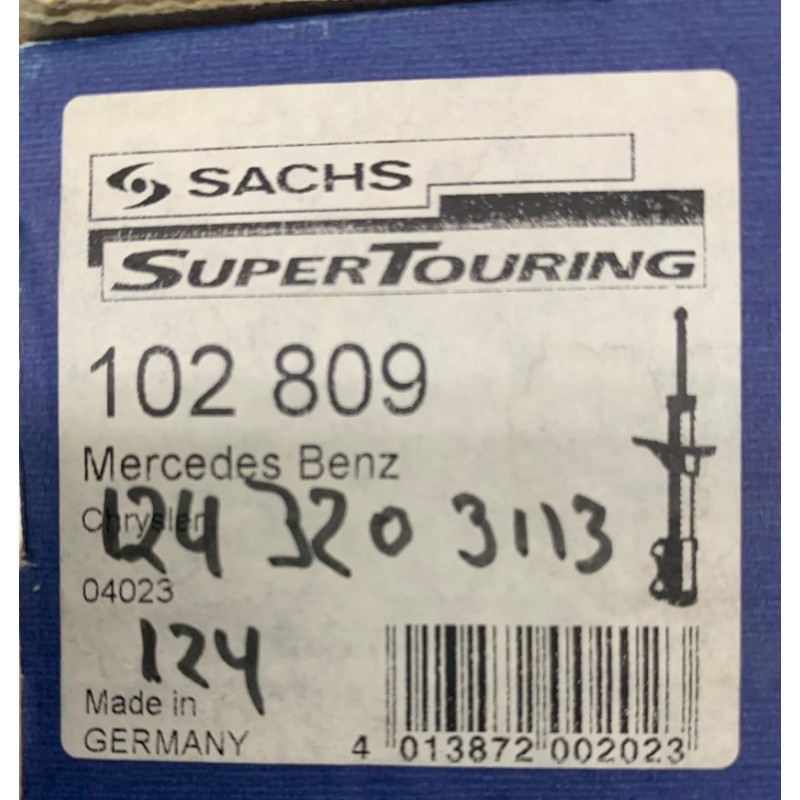 SACHS
SUPERTOURING
102 809
Mercedes Benz
Chrysler
124 320 3113
04023
124
Made in
GERMANY
4 013872 002023